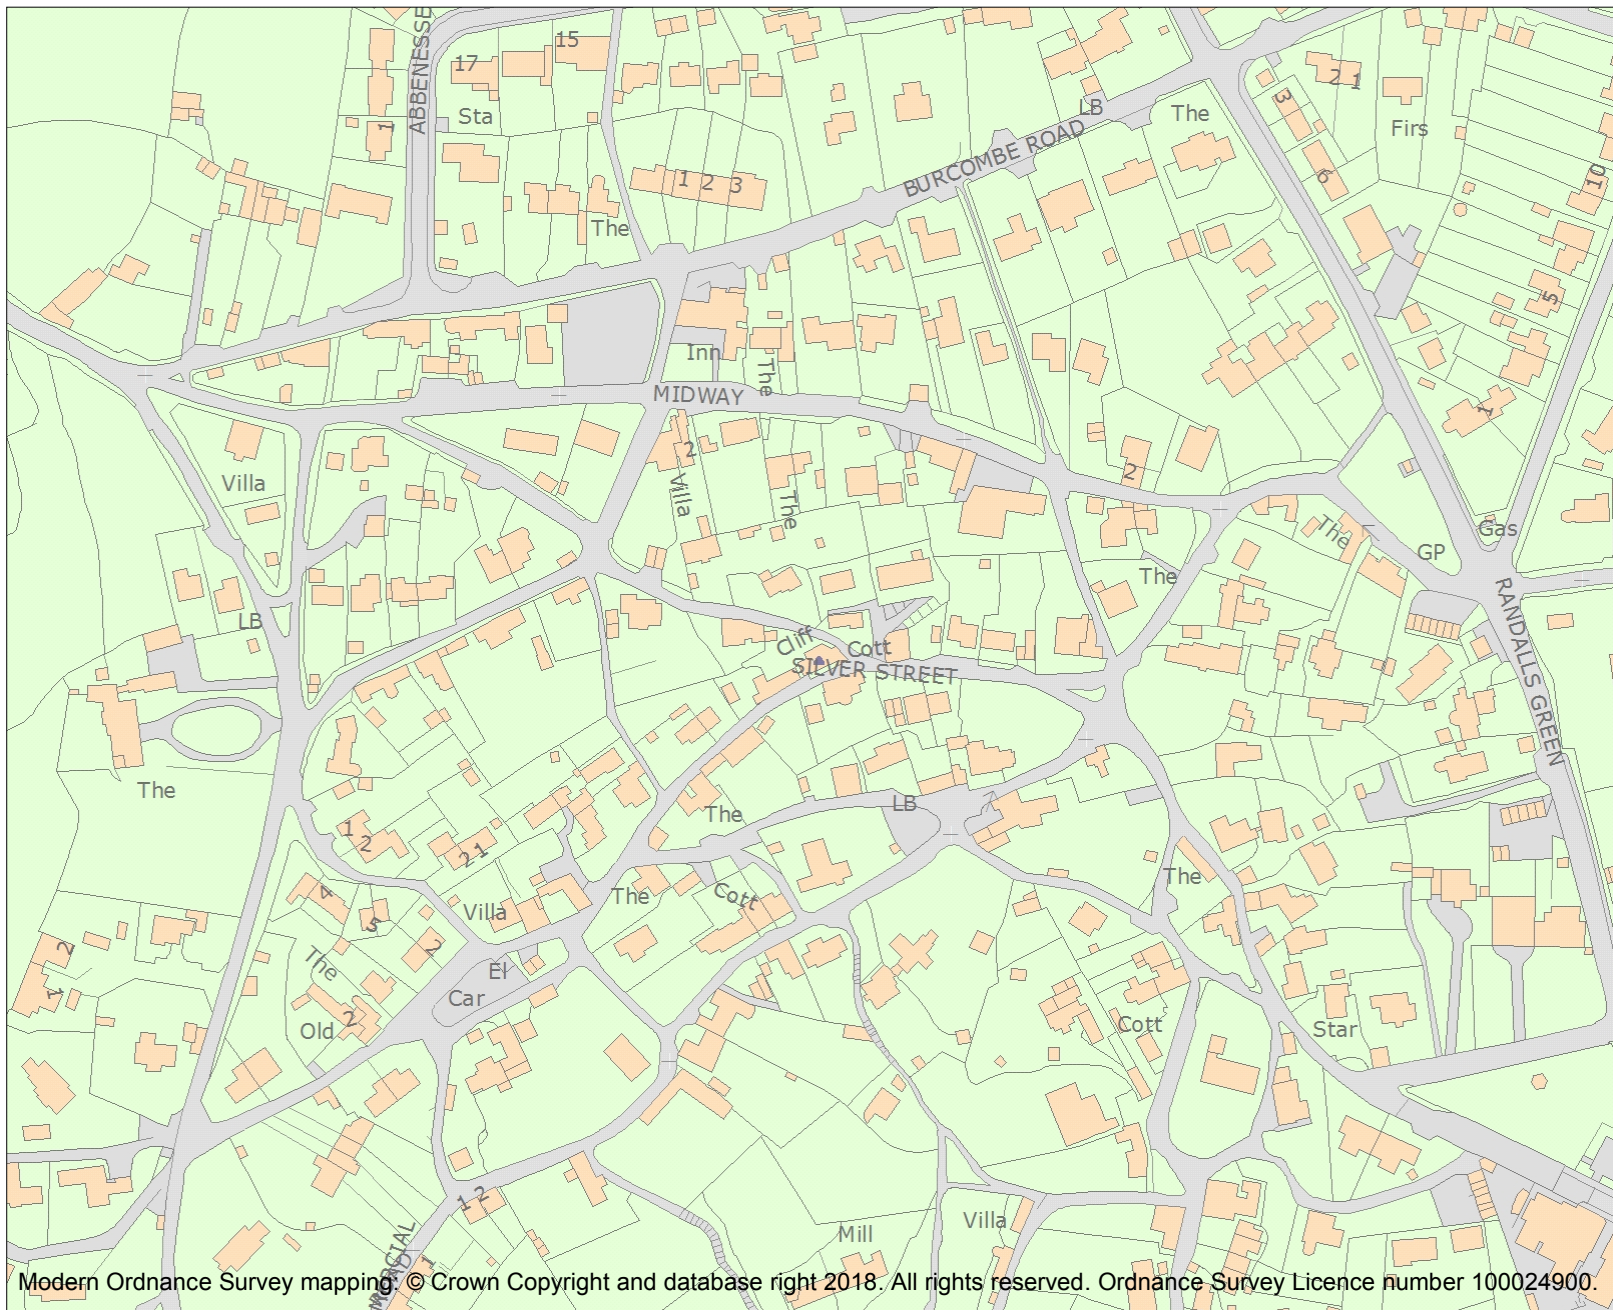 ABBENESSE
15
17
Sta
1
LB
The
BURCOMBE ROAD
2 1
3
Firs
6
10
1 2 3
The
5
Inn
The
MIDWAY
1
2
Villa
Villa
The
2
The
Gas
GP
The
LB
Cliff
Cott
SILVER STREET
RANDALLS GREEN
The
The
LB
1
2
2 1
4
5
Villa
The
Cott
The
2
1
The
2
El
Car
Old
2
Cott
Star
1 2
Villa
Mill
1
Modern Ordnance Survey mapping: © Crown Copyright and database right 2018. All rights reserved. Ordnance Survey Licence number 100024900.